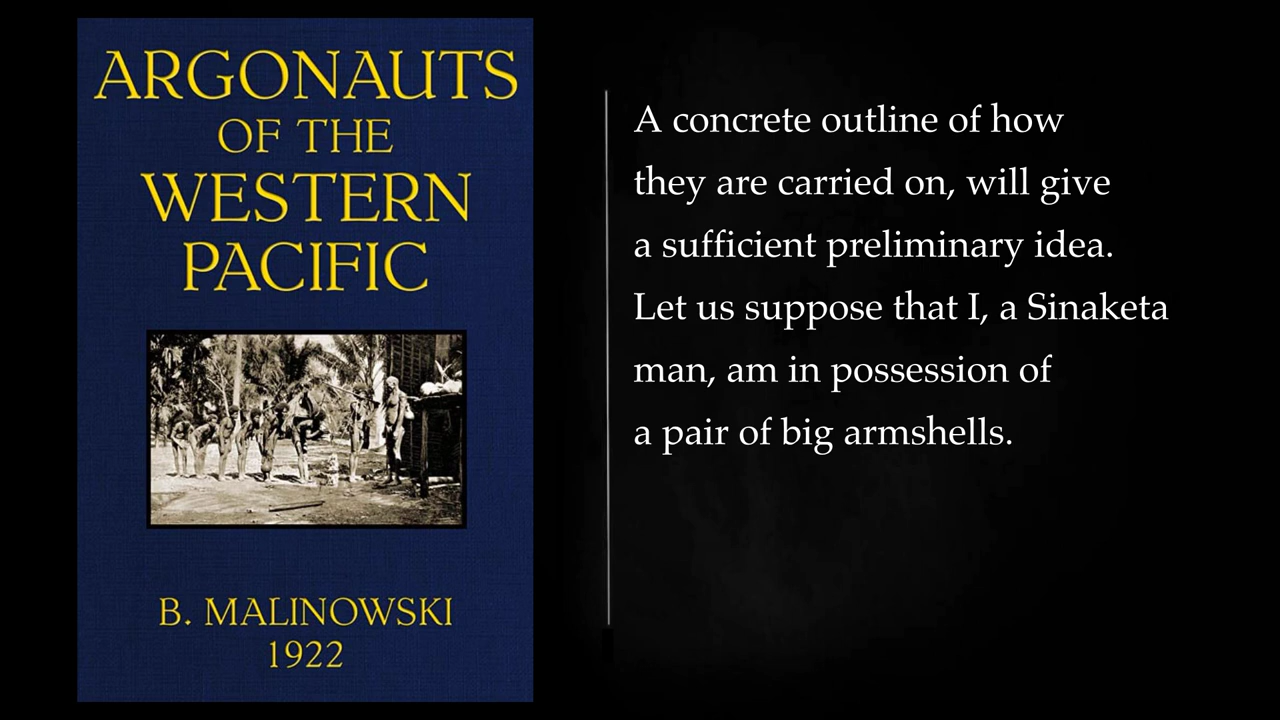 ARGONAUTS
OF THE
WESTERN
PACIFIC
B. MALINOWSKI
1922
A concrete outline of how
they are carried on, will give
a sufficient preliminary idea.
Let us suppose that I, a Sinaketa
man, am in possession of
a pair of big armshells.